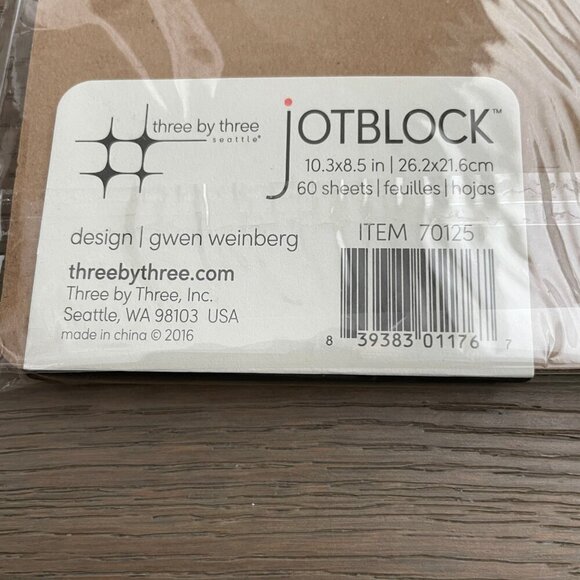 three by three
seattle®
jOTBLOCK™
10.3x8.5 in | 26.2x21.6cm
60 sheets | feuilles | hojas
design | gwen weinberg
ITEM 70125
threebythree.com
Three by Three, Inc.
Seattle, WA 98103 USA
made in china © 2016
8 39383 01176 7